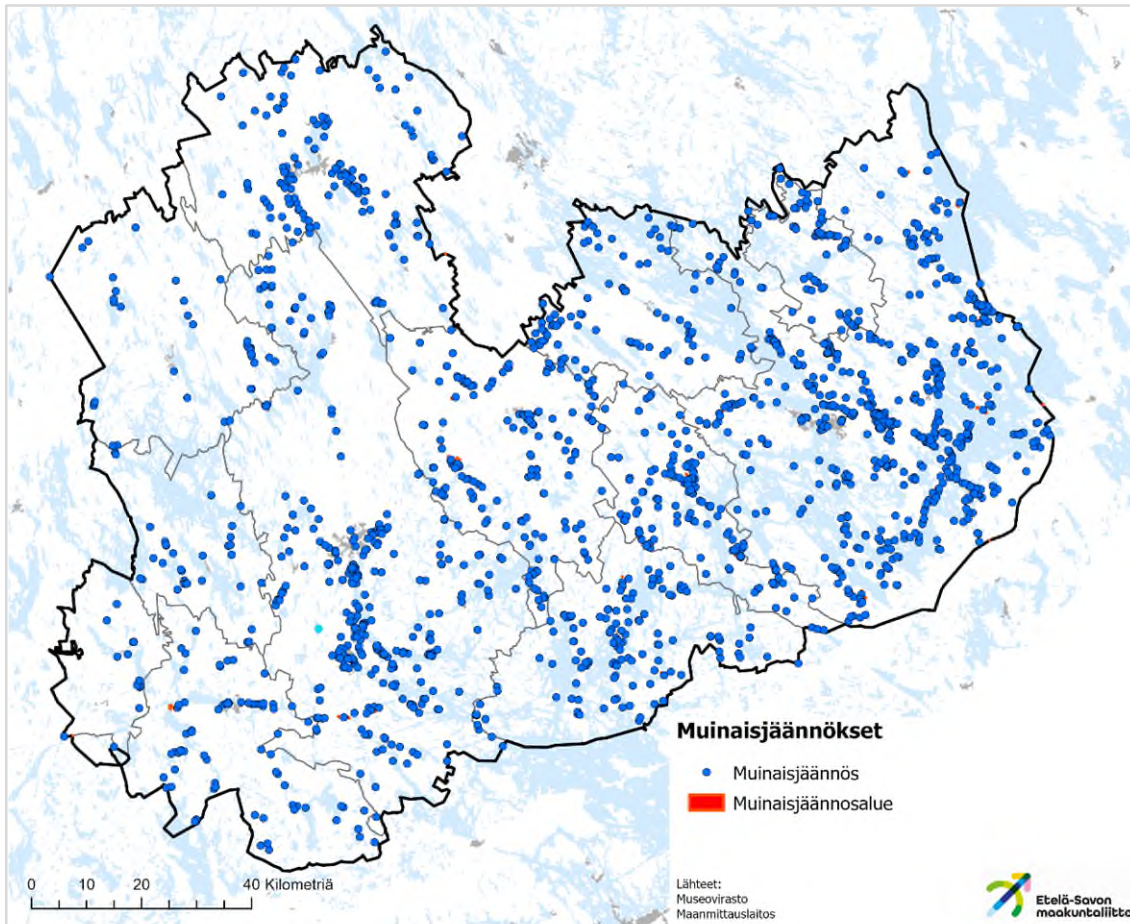 Muinaisjäännökset
Muinaisjäännös
Muinaisjäännosalue
0 10 20 40 Kilometriä
Lähteet:
Museovirasto
Maanmittauslaitos
Etelä-Savon
maakuntaliitto